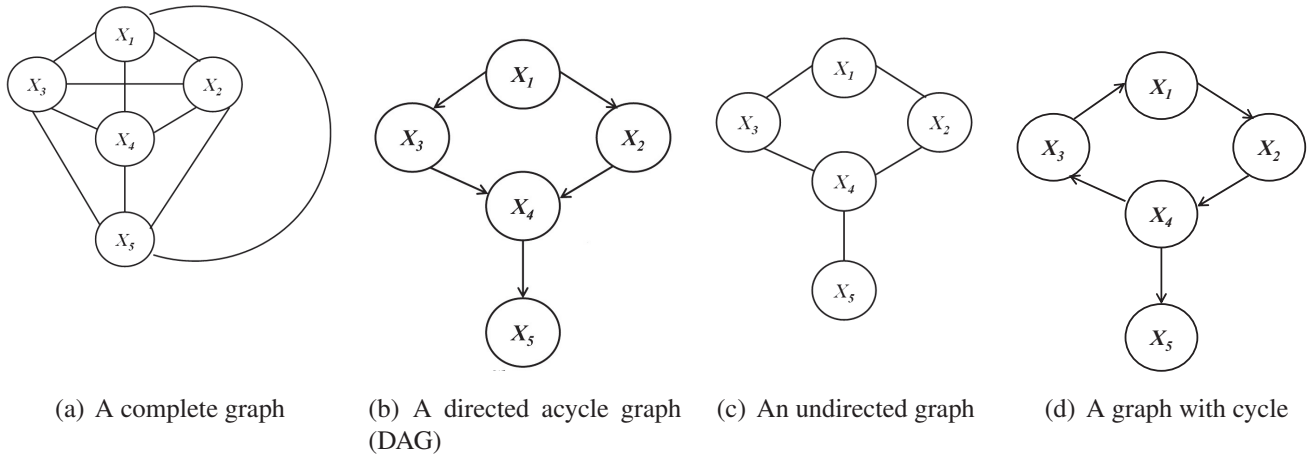 X1
X3
X2
X4
X5
X1
X3
X2
X4
X5
X1
X3
X2
X4
X5
X1
X3
X2
X4
X5
(a) A complete graph
(b) A directed acycle graph
(DAG)
(c) An undirected graph
(d) A graph with cycle